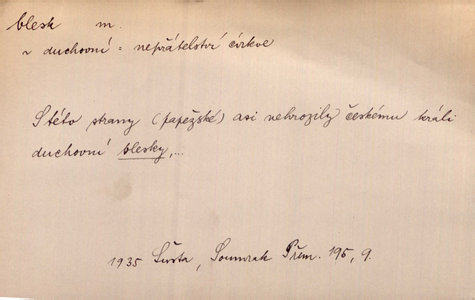 blesk m.
~ duchovní = nepřátelství církve
S této strany (papežské) asi nehrozily českému králi
duchovní blesky,...
1935 Šusta, Soumrak Přem. 195, 9.